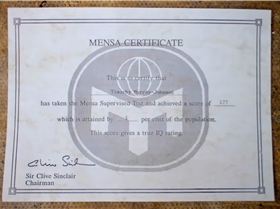 MENSA CERTIFICATE
This is to certify that
has taken the Mensa Supervised Test and achieved a score of
which is attained by per cent of the population.
This score gives a true IQ rating.
Sir Clive Sinclair
Chairman